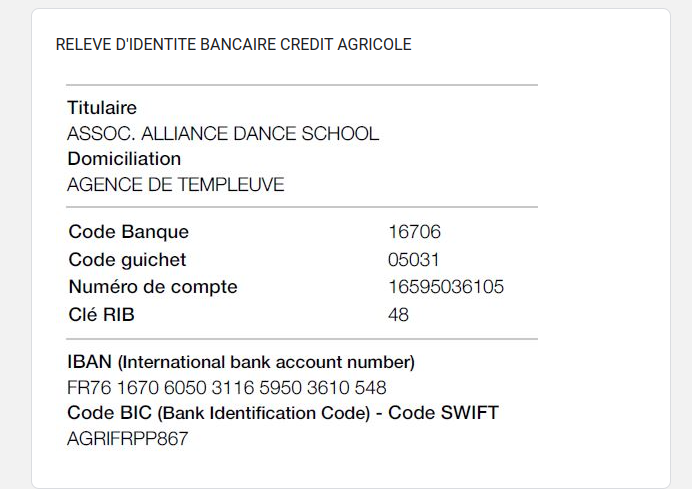 RELEVE D'IDENTITE BANCAIRE CREDIT AGRICOLE
Titulaire
ASSOC. ALLIANCE DANCE SCHOOL
Domiciliation
AGENCE DE TEMPLEUVE
Code Banque 16706
Code guichet 05031
Numéro de compte 16595036105
Clé RIB 48
IBAN (International bank account number)
FR76 1670 6050 3116 5950 3610 548
Code BIC (Bank Identification Code) - Code SWIFT
AGRIFRPP867